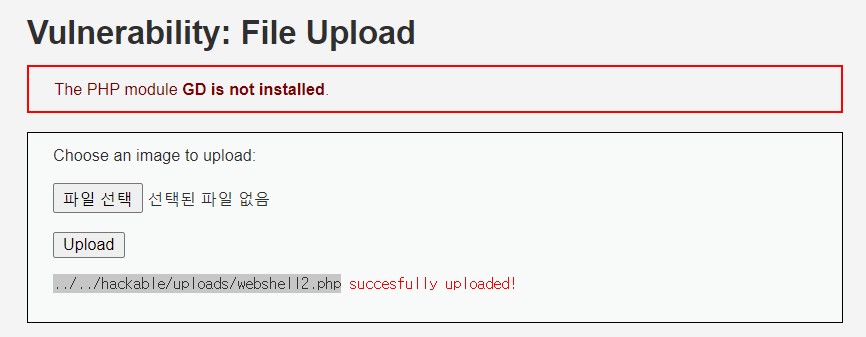 Vulnerability: File Upload
The PHP module GD is not installed.
Choose an image to upload:
파일 선택 선택된 파일 없음
Upload
../../hackable/uploads/webshell2.php succesfully uploaded!